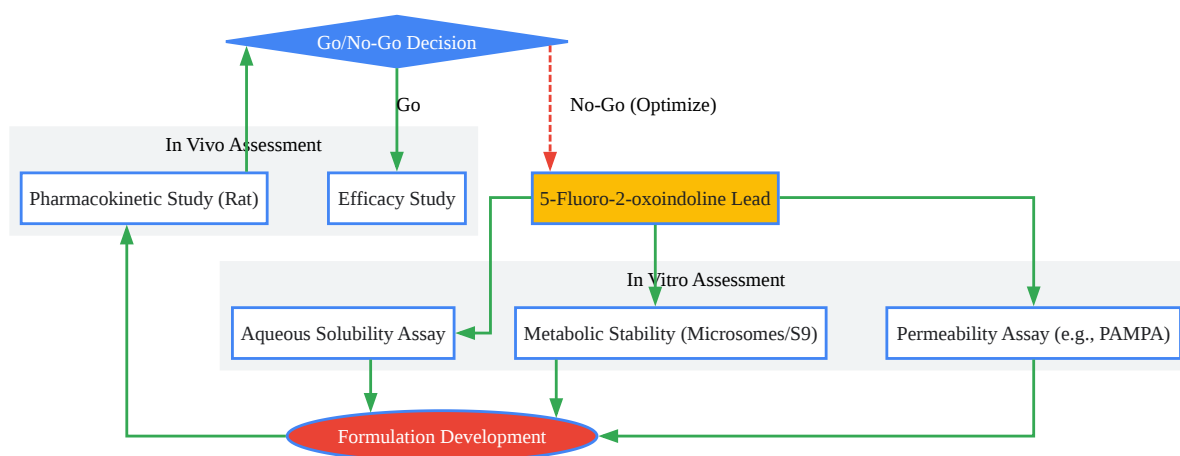 Go/No-Go Decision
Go
No-Go (Optimize)
In Vivo Assessment
Pharmacokinetic Study (Rat)
Efficacy Study
5-Fluoro-2-oxoindoline Lead
In Vitro Assessment
Aqueous Solubility Assay
Metabolic Stability (Microsomes/S9)
Permeability Assay (e.g., PAMPA)
Formulation Development